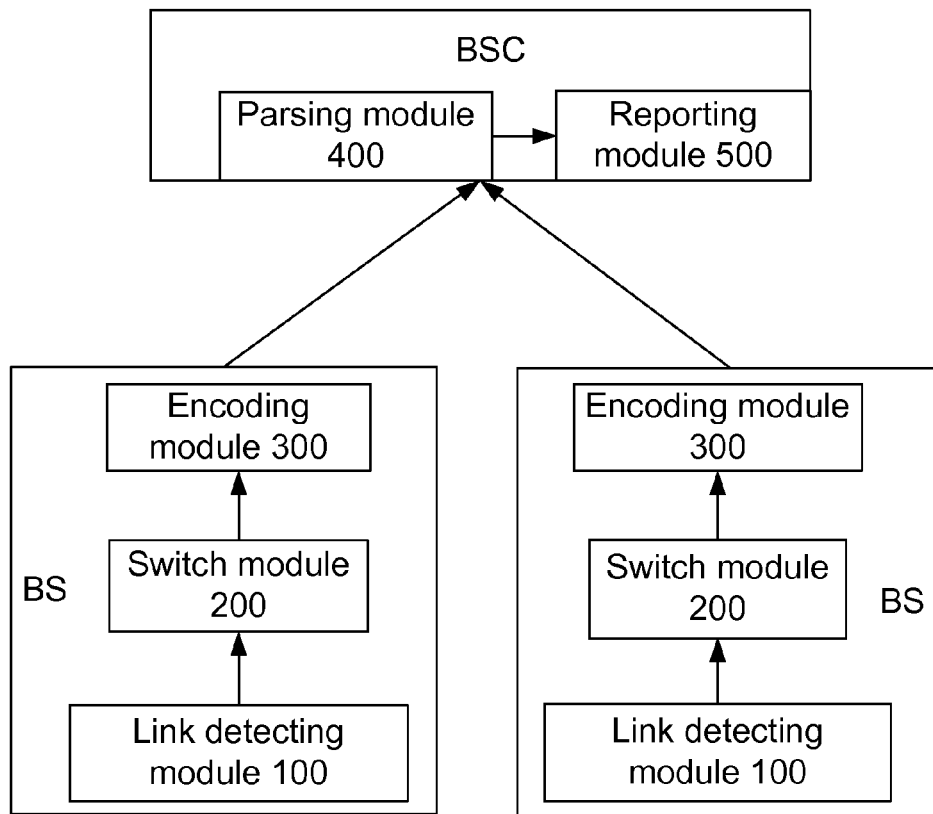 BSC
Parsing module
400
Reporting
module 500
Encoding
module 300
Switch module
200
BS
Link detecting
module 100
Encoding module
300
Switch module
200
BS
Link detecting
module 100